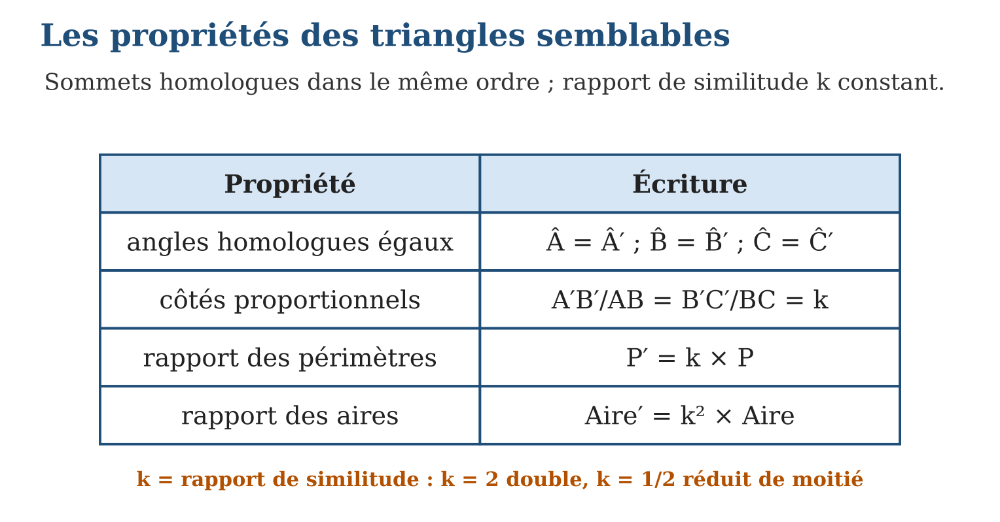 Les propriétés des triangles semblables
Sommets homologues dans le même ordre ; rapport de similitude k constant.
Propriété Écriture
angles homologues égaux Â = Â′ ; B̂ = B̂′ ; Ĉ = Ĉ′
côtés proportionnels A′B′/AB = B′C′/BC = k
rapport des périmètres P′ = k × P
rapport des aires Aire′ = k² × Aire
k = rapport de similitude : k = 2 double, k = 1/2 réduit de moitié